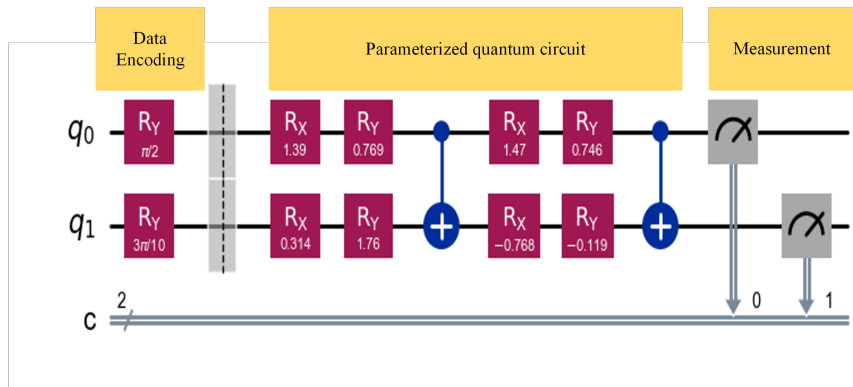 Data
Encoding
Parameterized quantum circuit
Measurement
q0
RY
π/2
RX
1.39
RY
0.769
RX
1.47
RY
0.746
q1
RY
3π/10
RX
0.314
RY
1.76
RX
−0.768
RY
−0.119
c
2
0
1